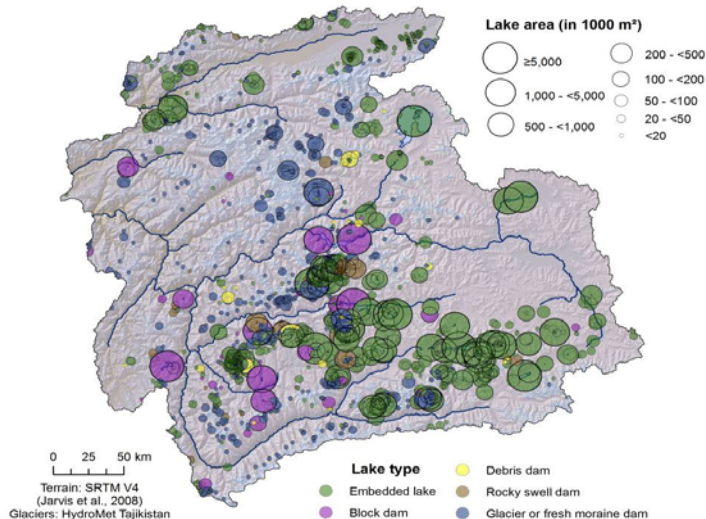 Lake area (in 1000 m²)
≥5,000
1,000 - <5,000
500 - <1,000
200 - <500
100 - <200
50 - <100
20 - <50
<20
0 25 50 km
Terrain: SRTM V4
(Jarvis et al., 2008)
Glaciers: HydroMet Tajikistan
Lake type
Embedded lake
Block dam
Debris dam
Rocky swell dam
Glacier or fresh moraine dam